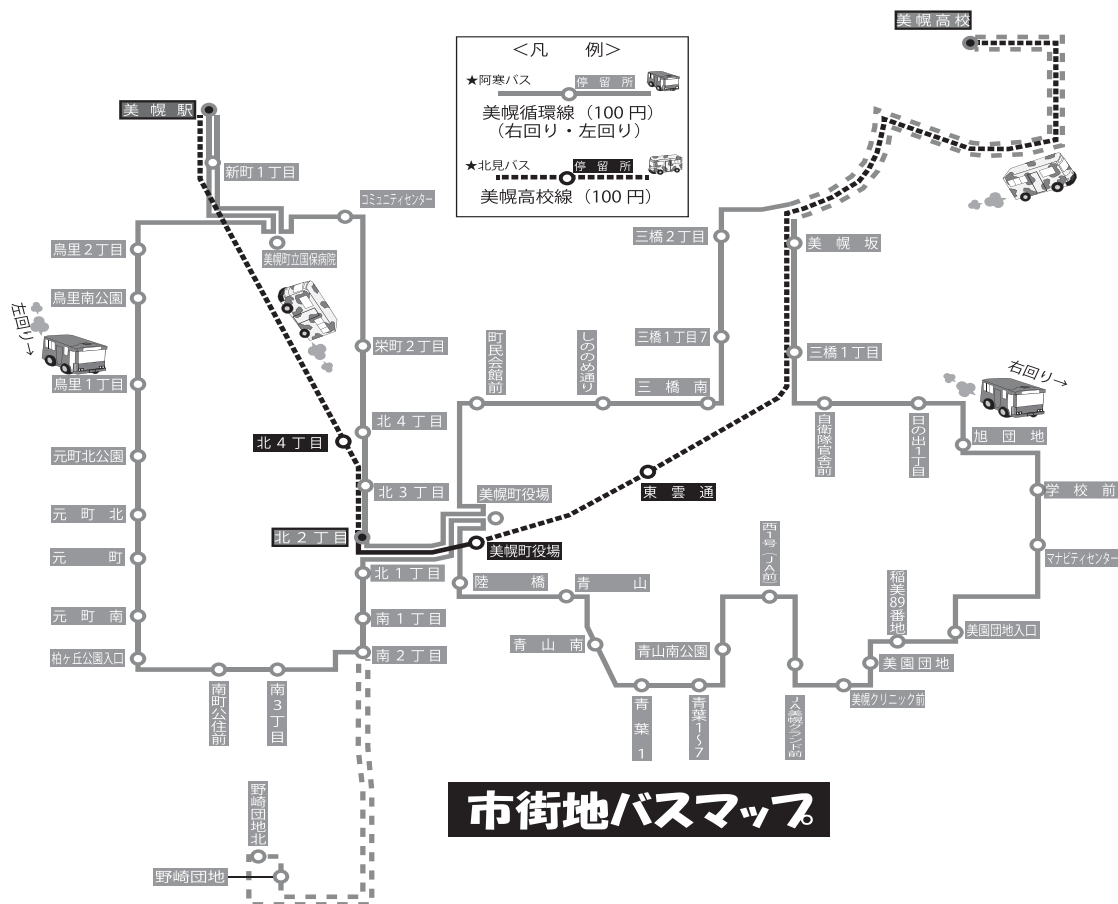 美幌高校
＜凡　例＞
★阿寒バス
停留所
美幌循環線（100 円）
（右回り・左回り）
★北見バス
停留所
美幌高校線（100 円）
美幌駅
新町１丁目
コミュニティセンター
美幌町立国保病院
鳥里２丁目
鳥里南公園
左回り→
鳥里１丁目
元町北公園
元町北
元町
元町南
柏ヶ丘公園入口
南町公住前
南３丁目
栄町２丁目
北４丁目
北４丁目
北３丁目
北２丁目
北１丁目
南１丁目
南２丁目
町民会館前
しののめ通り
三橋南
三橋１丁目７
三橋２丁目
美幌坂
三橋１丁目
自衛隊官舎前
日の出１丁目
右回り→
旭団地
学校前
マナビティセンター
美園団地入口
稲美89番地
美園団地
美幌クリニック前
JA美幌グランド前
西１号（JA前）
青山南公園
青葉１～７
青葉１
青山南
青山
陸橋
美幌町役場
美幌町役場
東雲通
野崎団地北
野崎団地
市街地バスマップ